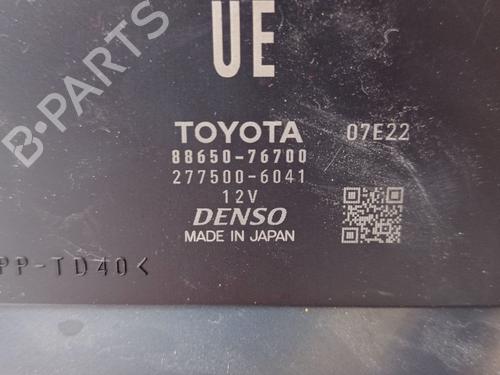 UE
TOYOTA 07E22
88650-76700
277500-6041
12V
DENSO
MADE IN JAPAN
PP-TD40<
B-PARTS